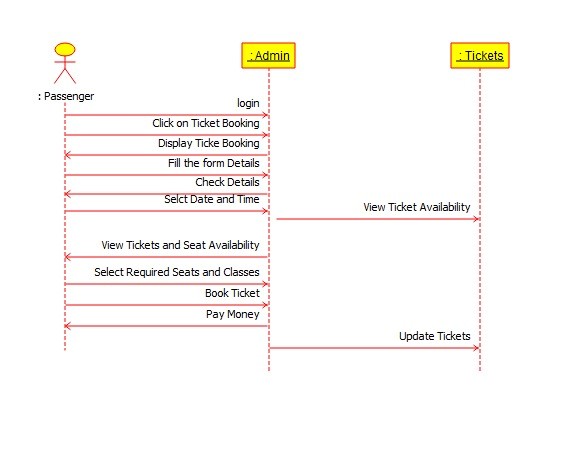 : Admin
: Tickets
: Passenger
login
Click on Ticket Booking
Display Ticke Booking
Fill the form Details
Check Details
Selct Date and Time
View Ticket Availability
View Tickets and Seat Availability
Select Required Seats and Classes
Book Ticket
Pay Money
Update Tickets